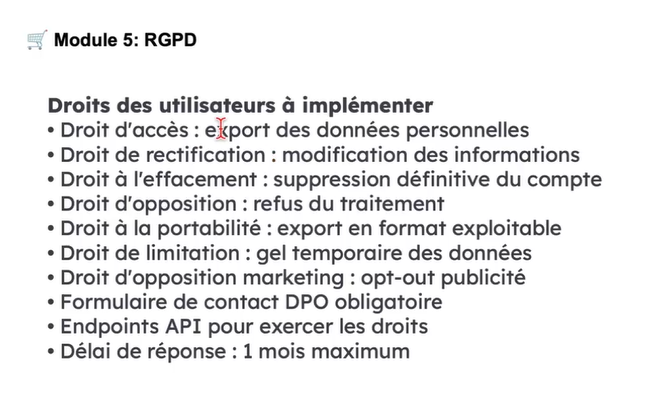 🛒 Module 5: RGPD
Droits des utilisateurs à implémenter
• Droit d'accès : export des données personnelles
• Droit de rectification : modification des informations
• Droit à l'effacement : suppression définitive du compte
• Droit d'opposition : refus du traitement
• Droit à la portabilité : export en format exploitable
• Droit de limitation : gel temporaire des données
• Droit d'opposition marketing : opt-out publicité
• Formulaire de contact DPO obligatoire
• Endpoints API pour exercer les droits
• Délai de réponse : 1 mois maximum